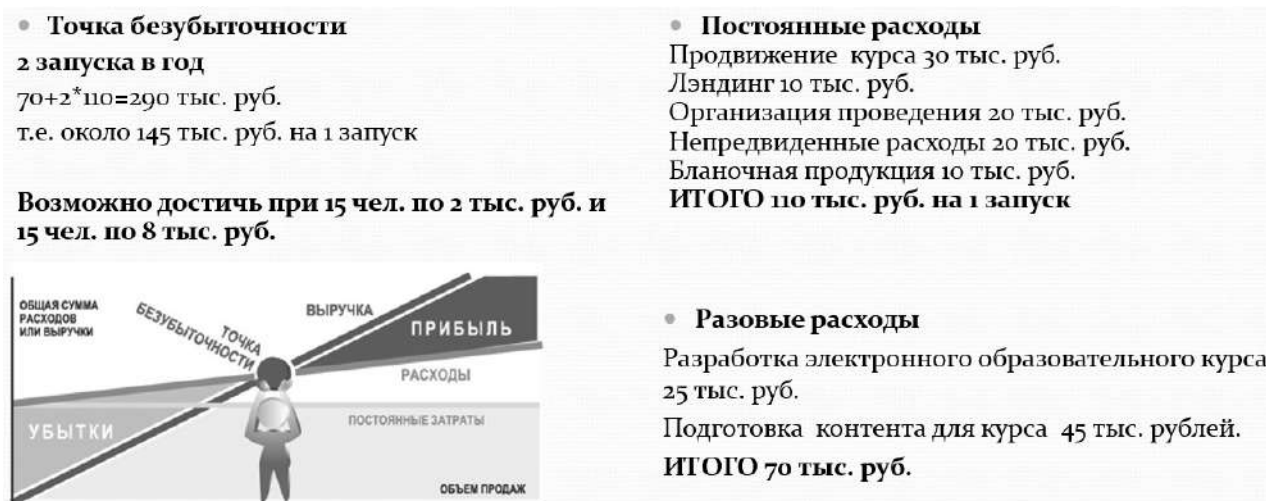 • Точка безубыточности
2 запуска в год
70+2*110=290 тыс. руб.
т.е. около 145 тыс. руб. на 1 запуск
Возможно достичь при 15 чел. по 2 тыс. руб. и
15 чел. по 8 тыс. руб.
ОБЩАЯ СУММА
РАСХОДОВ
ИЛИ ВЫРУЧКИ
ТОЧКА
БЕЗУБЫТОЧНОСТИ
ВЫРУЧКА
ПРИБЫЛЬ
РАСХОДЫ
УБЫТКИ
ПОСТОЯННЫЕ ЗАТРАТЫ
ОБЪЕМ ПРОДАЖ
• Постоянные расходы
Продвижение курса 30 тыс. руб.
Лэндинг 10 тыс. руб.
Организация проведения 20 тыс. руб.
Непредвиденные расходы 20 тыс. руб.
Бланочная продукция 10 тыс. руб.
ИТОГО 110 тыс. руб. на 1 запуск
• Разовые расходы
Разработка электронного образовательного курса
25 тыс. руб.
Подготовка контента для курса 45 тыс. рублей.
ИТОГО 70 тыс. руб.